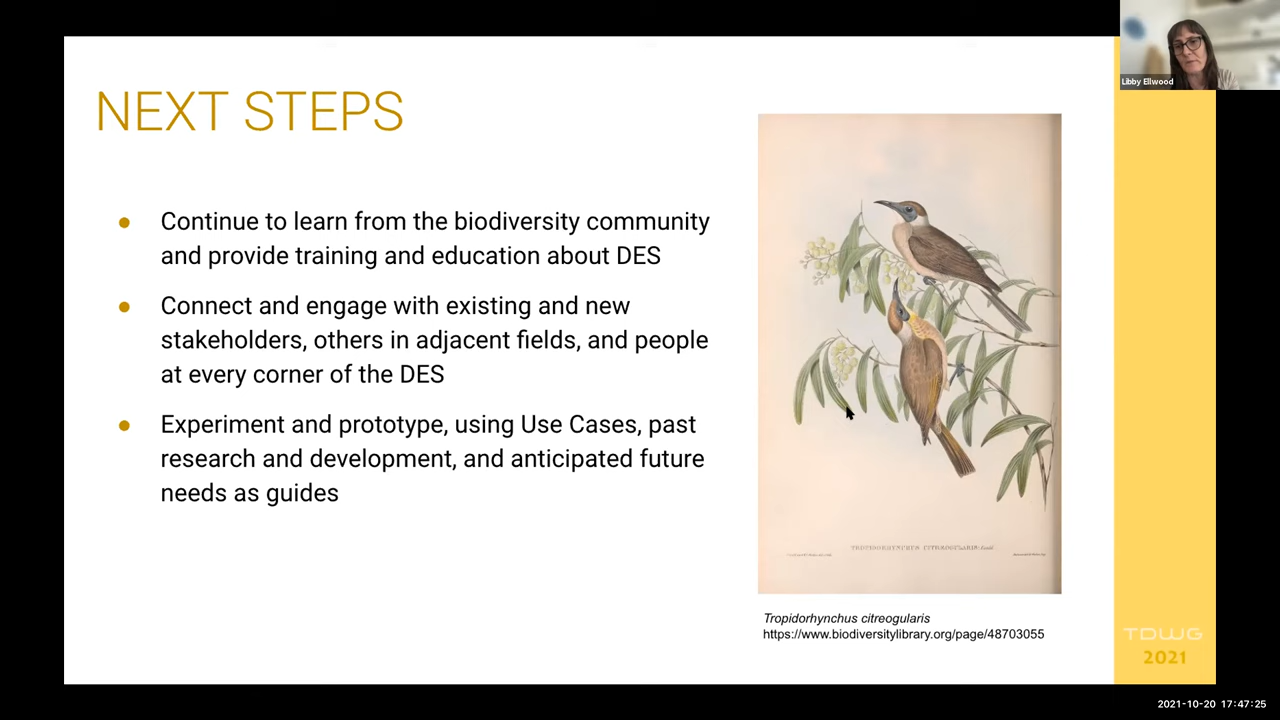 Libby Ellwood
NEXT STEPS
Continue to learn from the biodiversity community
and provide training and education about DES
Connect and engage with existing and new
stakeholders, others in adjacent fields, and people
at every corner of the DES
Experiment and prototype, using Use Cases, past
research and development, and anticipated future
needs as guides
Tropidorhynchus citreogularis
https://www.biodiversitylibrary.org/page/48703055
TDWG
2021
2021-10-20 17:47:25